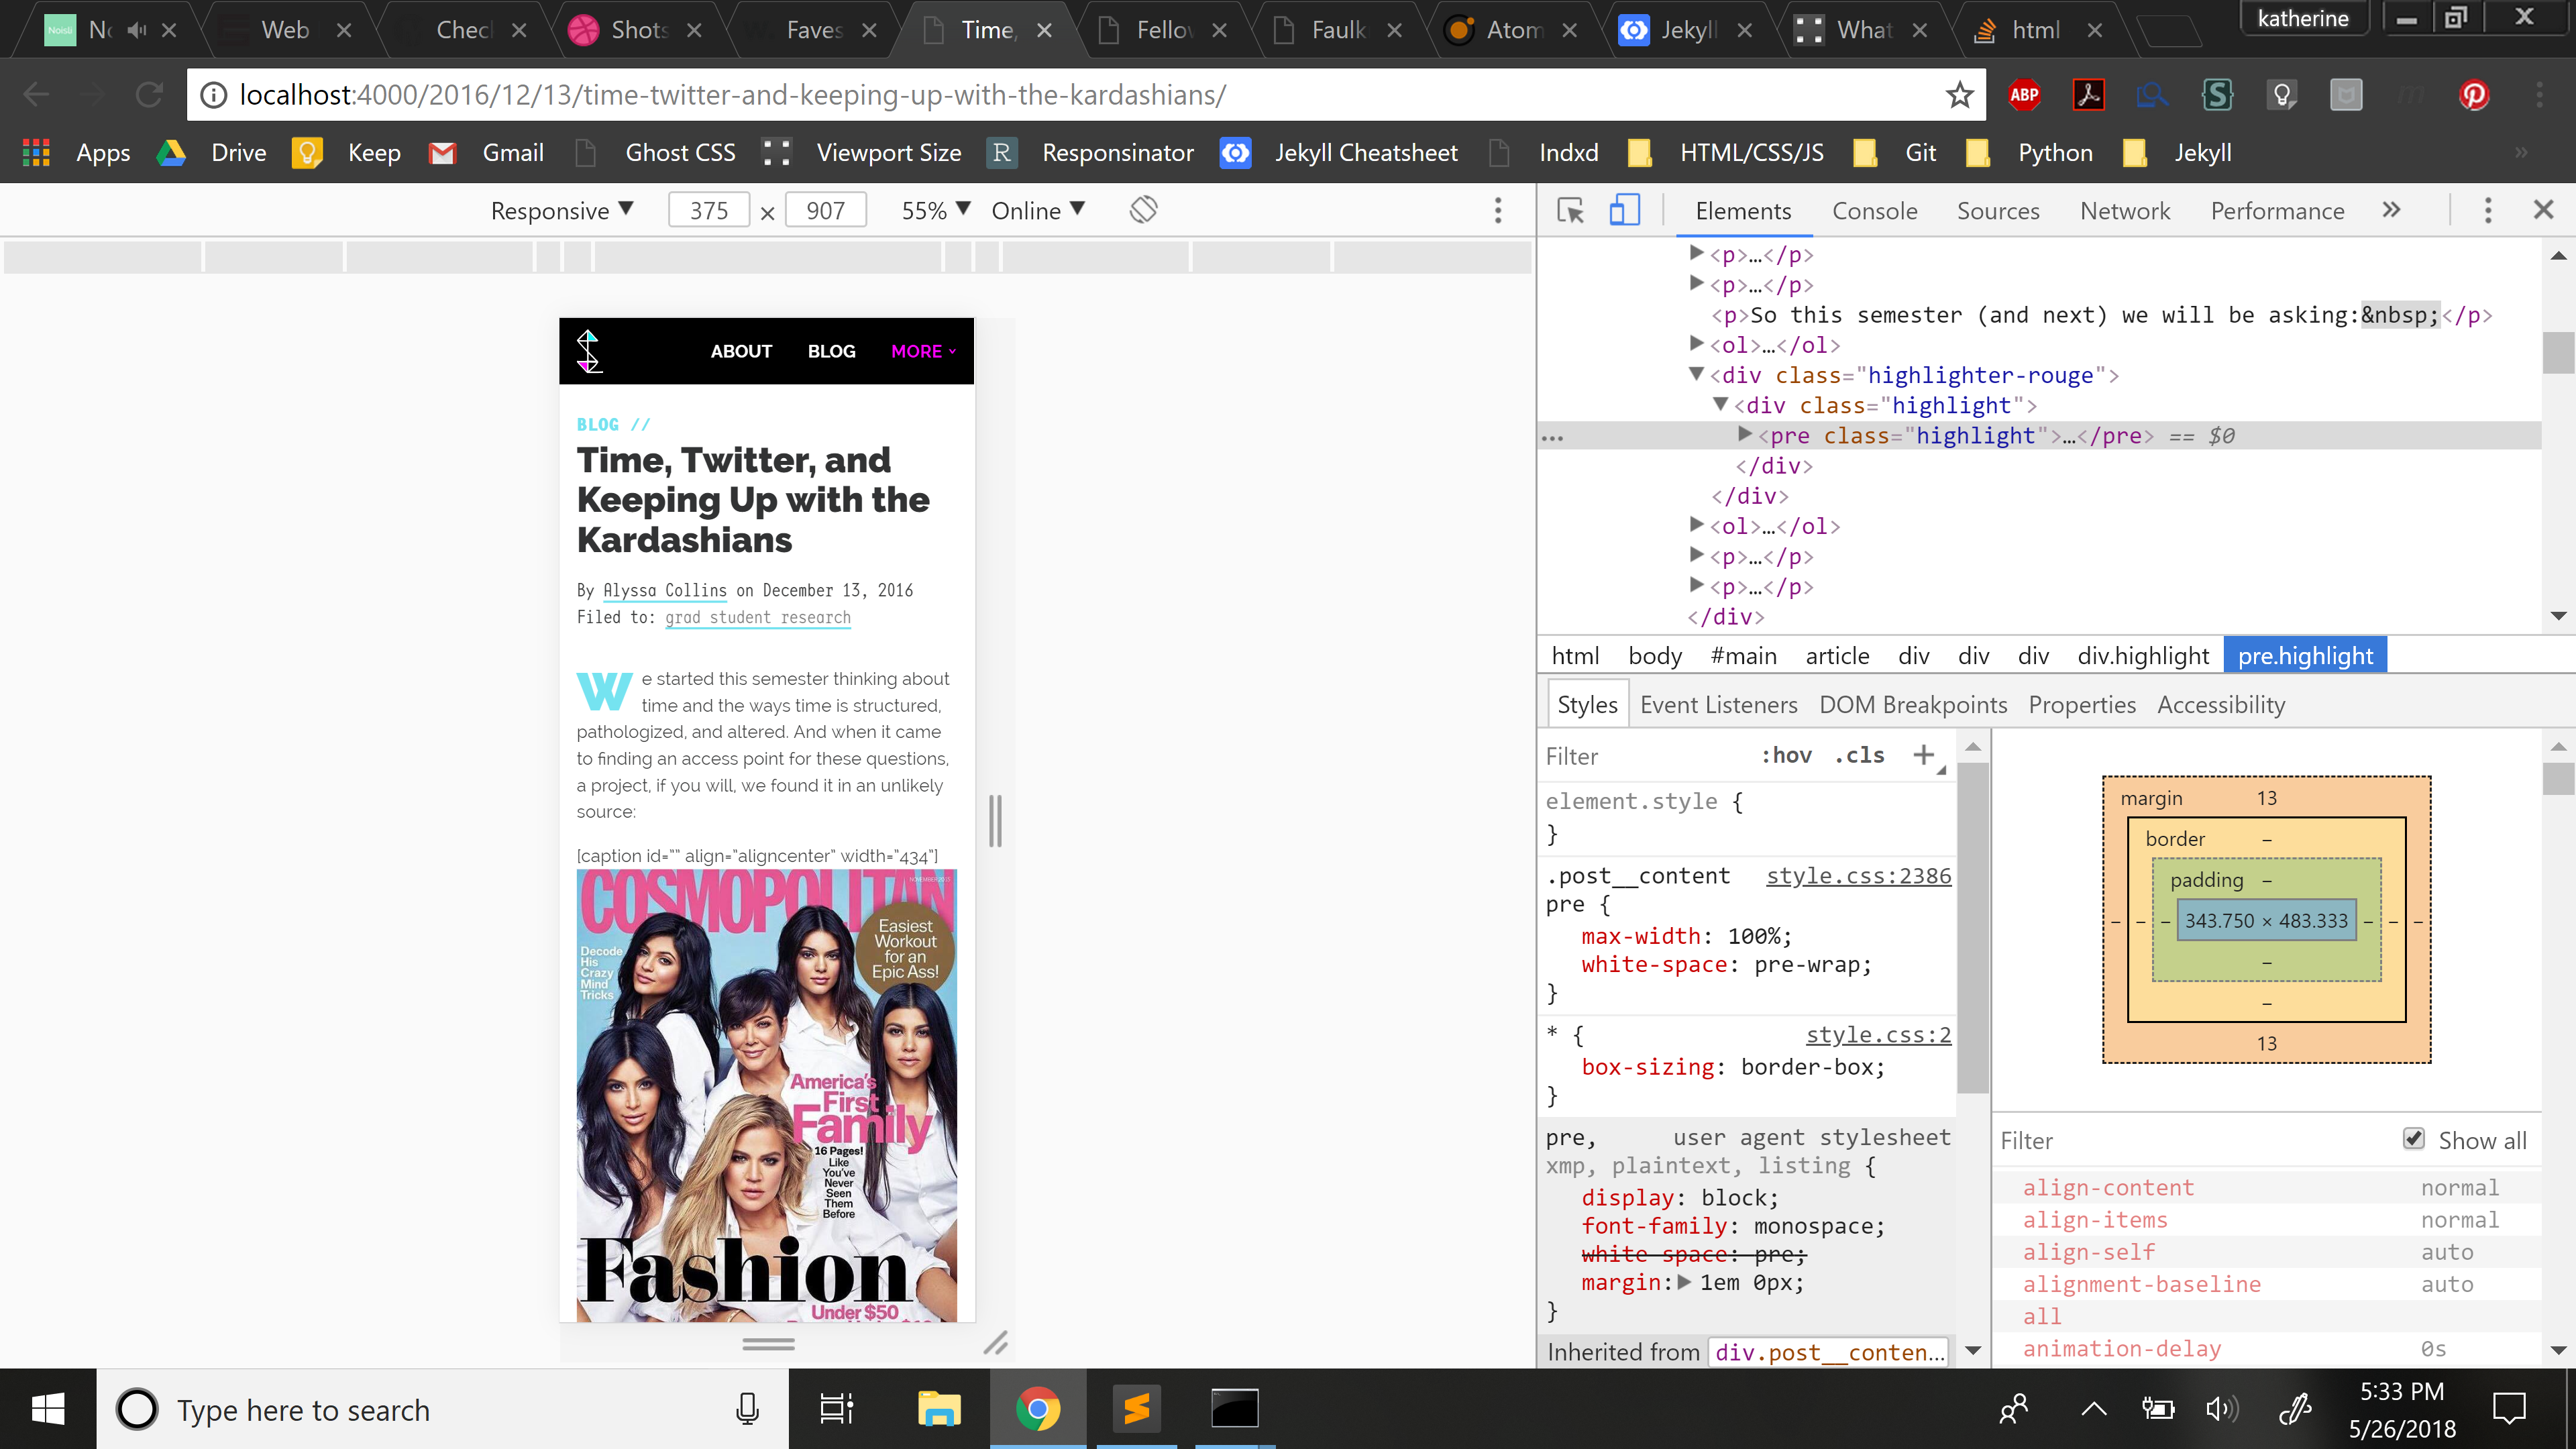 Noisli
No
Web
Checl
Shots
Faves
Time,
Fellov
Faulk
Atom
Jekyll
What
html
katherine
localhost:4000/2016/12/13/time-twitter-and-keeping-up-with-the-kardashians/
ABP
Apps
Drive
Keep
Gmail
Ghost CSS
Viewport Size
R
Responsinator
Jekyll Cheatsheet
Indxd
HTML/CSS/JS
Git
Python
Jekyll
»
Responsive ▼ 375 × 907 55% ▼ Online ▼
Elements Console Sources Network Performance »
ABOUT BLOG MORE
BLOG //
Time, Twitter, and
Keeping Up with the
Kardashians
By Alyssa Collins on December 13, 2016
Filed to: grad student research
We started this semester thinking about
time and the ways time is structured,
pathologized, and altered. And when it came
to finding an access point for these questions,
a project, if you will, we found it in an unlikely
source:
[caption id="" align="aligncenter" width="434"]
COSMOPOLITAN
Easiest
Workout
for an
Epic Ass!
Decode
His
Crazy
Mind
Tricks
America's
First
Family
16 Pages!
Like
You've
Never
Seen
Them
Before
Fashion
Under $50
▶<p>…</p>
▶<p>…</p>
<p>So this semester (and next) we will be asking:&nbsp;</p>
▶<ol>…</ol>
▼<div class="highlighter-rouge">
▼<div class="highlight">
… ▶<pre class="highlight">…</pre> == $0
</div>
</div>
▶<ol>…</ol>
▶<p>…</p>
▶<p>…</p>
</div>
html body #main article div div div div.highlight pre.highlight
Styles Event Listeners DOM Breakpoints Properties Accessibility
Filter :hov .cls +
element.style {
}
.post__content style.css:2386
pre {
max-width: 100%;
white-space: pre-wrap;
}
* { style.css:2
box-sizing: border-box;
}
pre, user agent stylesheet
xmp, plaintext, listing {
display: block;
font-family: monospace;
white-space: pre;
margin:▶ 1em 0px;
}
Inherited from div.post__conten…
margin 13
border –
padding –
– – – 343.750 × 483.333 – – –
–
–
13
Filter Show all
align-content normal
align-items normal
align-self auto
alignment-baseline auto
all
animation-delay 0s
Type here to search
5:33 PM
5/26/2018